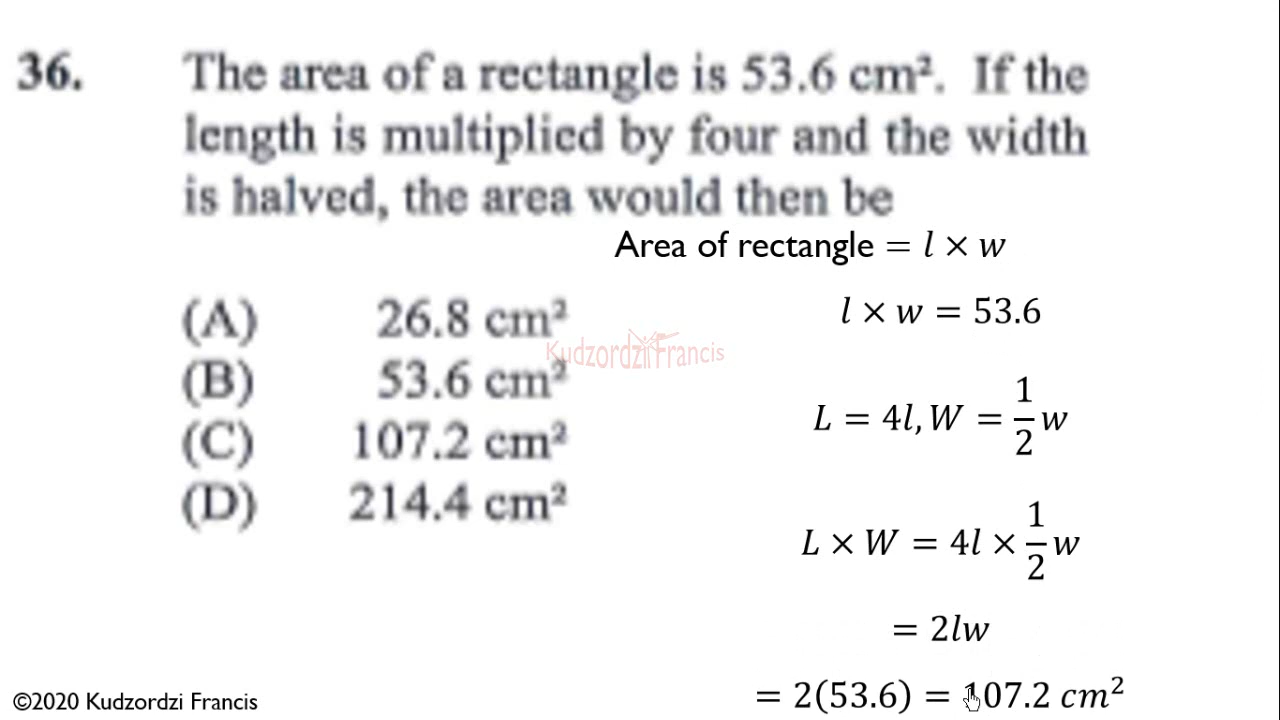 36. The area of a rectangle is 53.6 cm². If the
length is multiplied by four and the width
is halved, the area would then be
Area of rectangle = l × w
(A) 26.8 cm²
(B) 53.6 cm²
(C) 107.2 cm²
(D) 214.4 cm²
l × w = 53.6
Kudzordzi Francis
L = 4l, W = 1/2 w
L × W = 4l × 1/2 w
= 2lw
= 2(53.6) = 107.2 cm²
©2020 Kudzordzi Francis